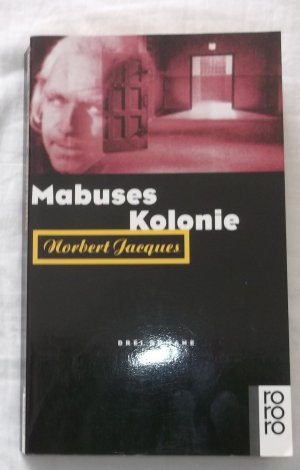 Mabuses
Kolonie
Norbert Jacques
DREI ROMANE
ro
ro
ro